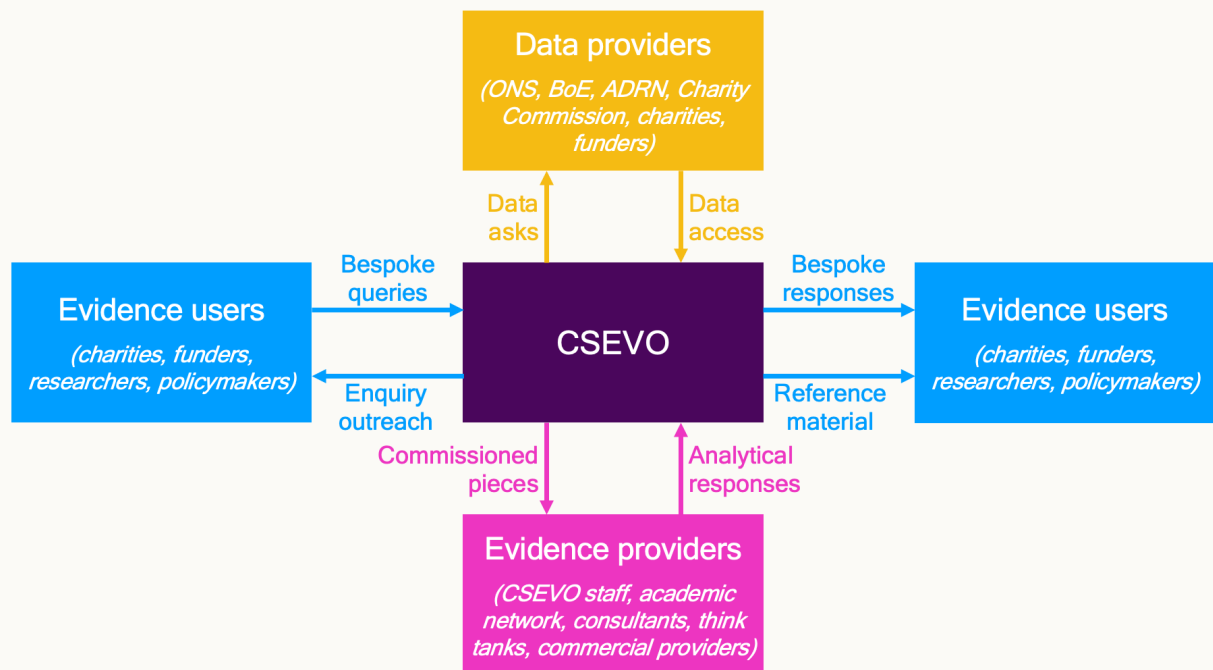 Data providers
(ONS, BoE, ADRN, Charity
Commission, charities,
funders)
Data
asks
Data
access
Evidence users
(charities, funders,
researchers, policymakers)
Bespoke
queries
Enquiry
outreach
CSEVO
Bespoke
responses
Reference
material
Evidence users
(charities, funders,
researchers, policymakers)
Commissioned
pieces
Analytical
responses
Evidence providers
(CSEVO staff, academic
network, consultants, think
tanks, commercial providers)